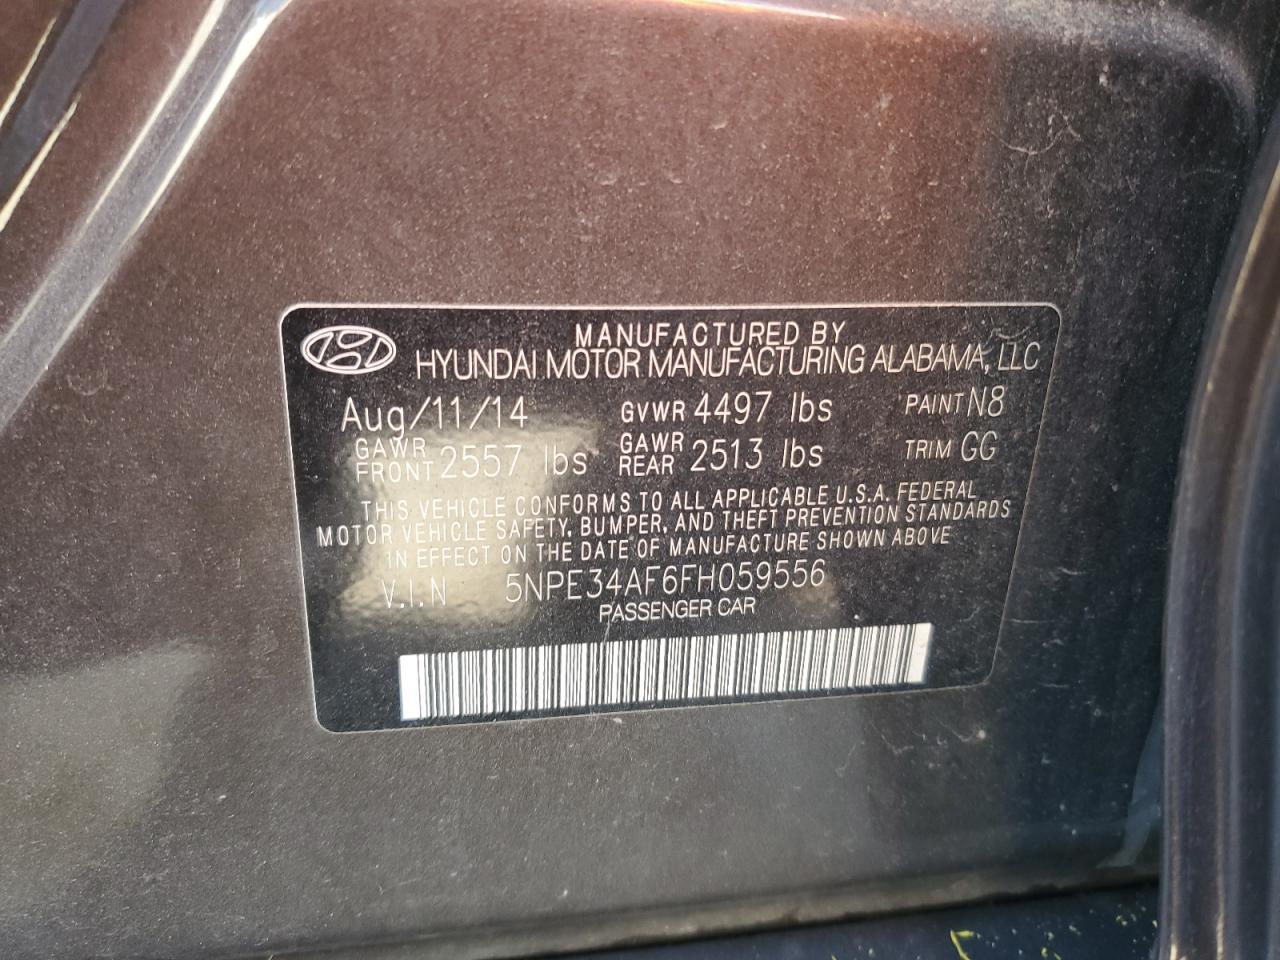 MANUFACTURED BY
HYUNDAI MOTOR MANUFACTURING ALABAMA, LLC
Aug/11/14 GVWR 4497 lbs PAINT N8
GAWR FRONT 2557 lbs GAWR REAR 2513 lbs TRIM GG
THIS VEHICLE CONFORMS TO ALL APPLICABLE U.S.A. FEDERAL
MOTOR VEHICLE SAFETY, BUMPER, AND THEFT PREVENTION STANDARDS
IN EFFECT ON THE DATE OF MANUFACTURE SHOWN ABOVE
V.I.N 5NPE34AF6FH059556
PASSENGER CAR